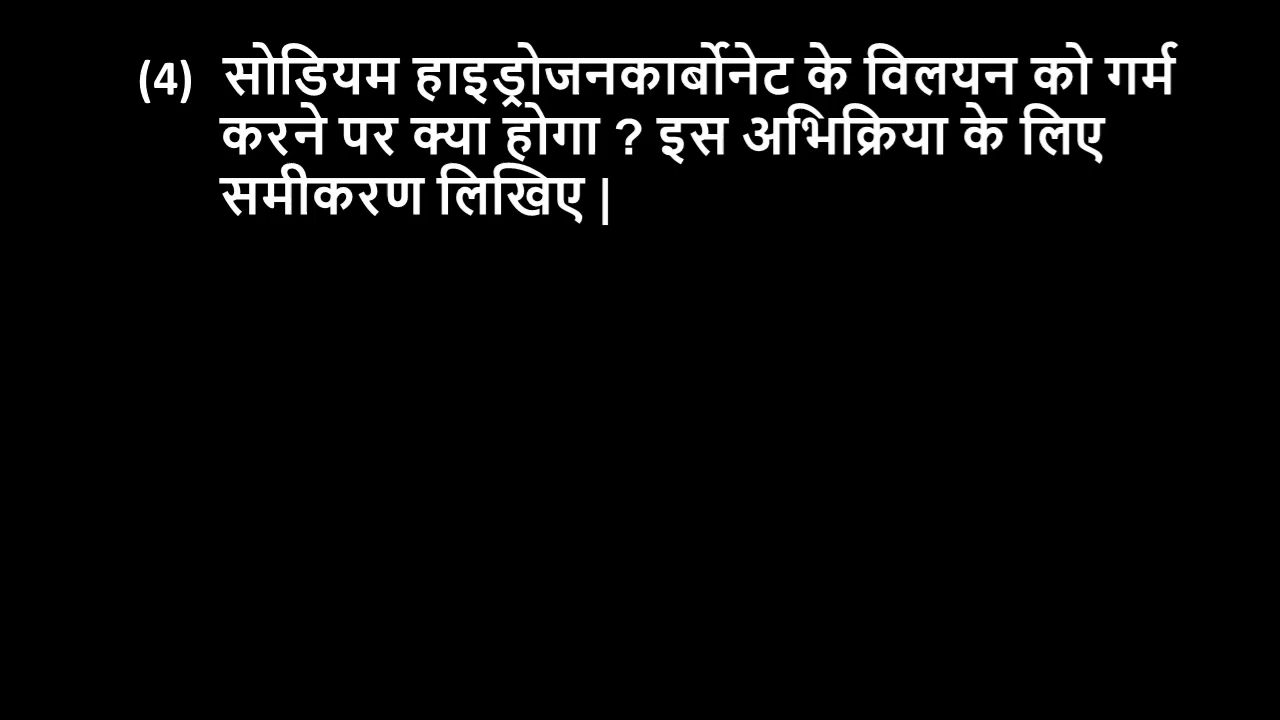 (4) सोडियम हाइड्रोजनकार्बोनेट के विलयन को गर्म
करने पर क्या होगा ? इस अभिक्रिया के लिए
समीकरण लिखिए |